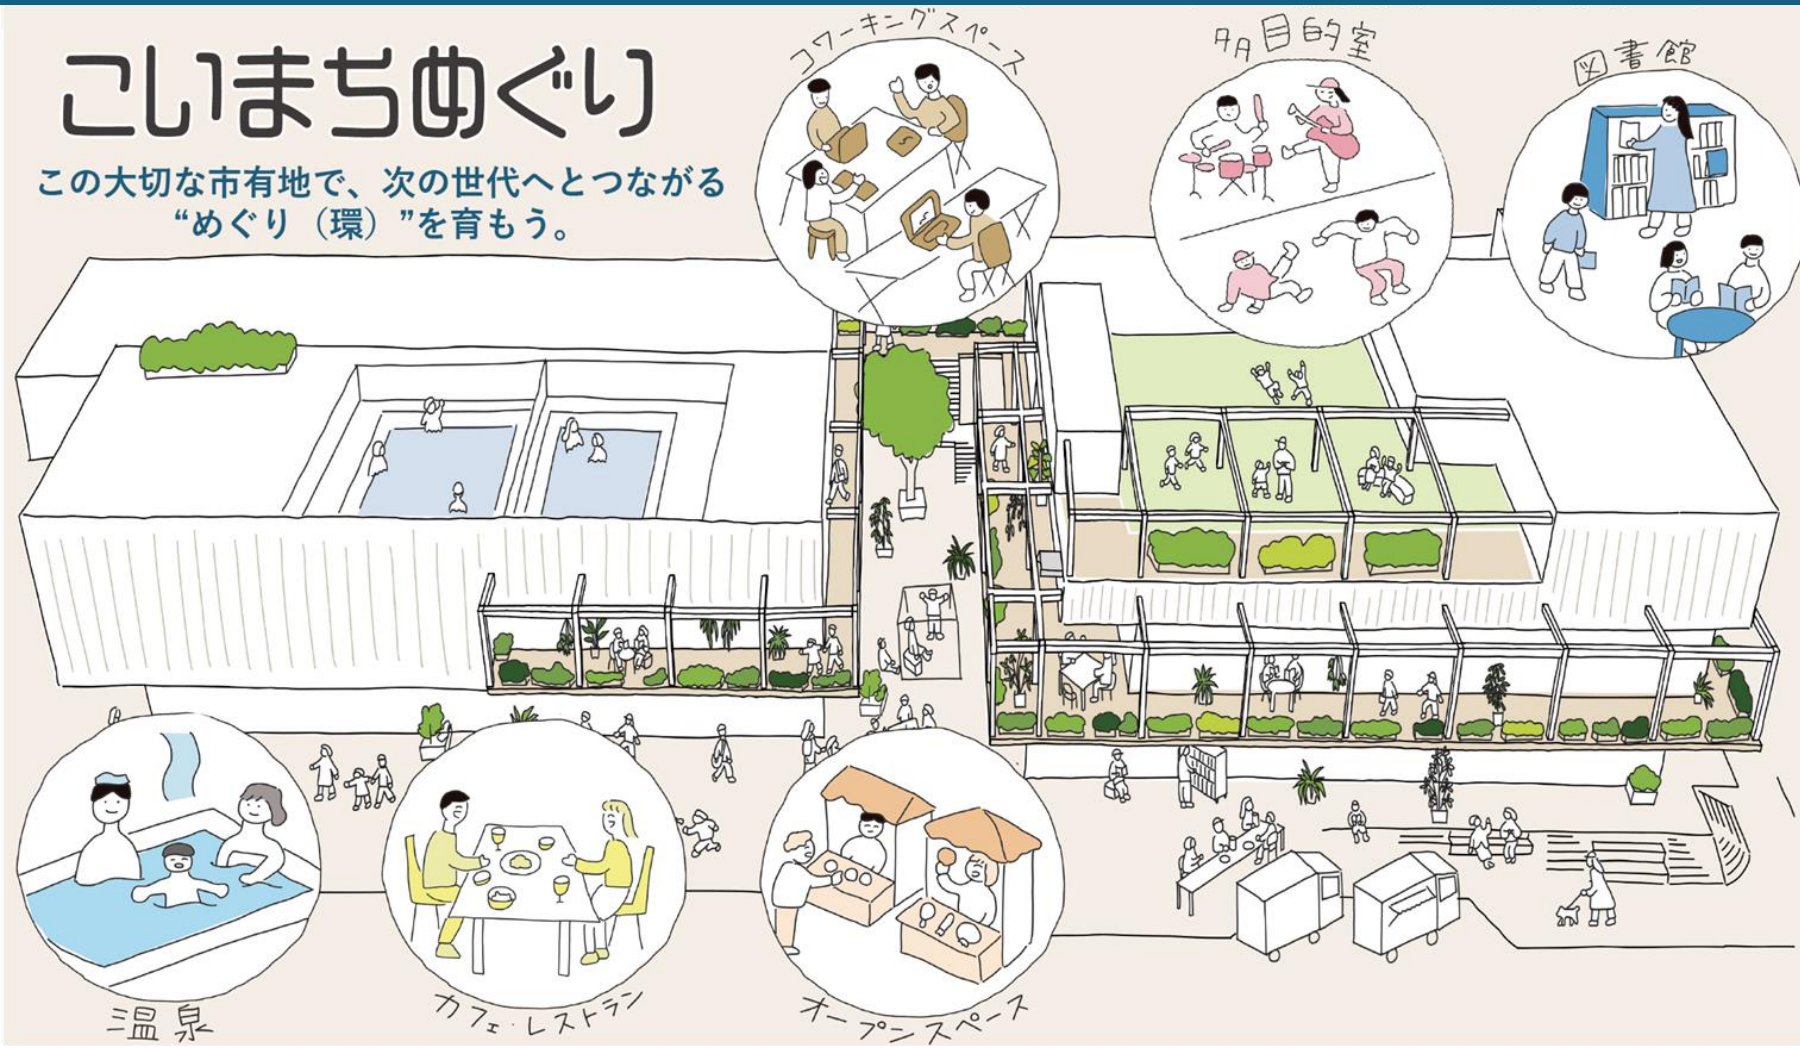 こいまちめぐり
この大切な市有地で、次の世代へとつながる
“めぐり（環）”を育もう。
コワーキングスペース
多目的室
図書館
温泉
カフェ・レストラン
オープンスペース